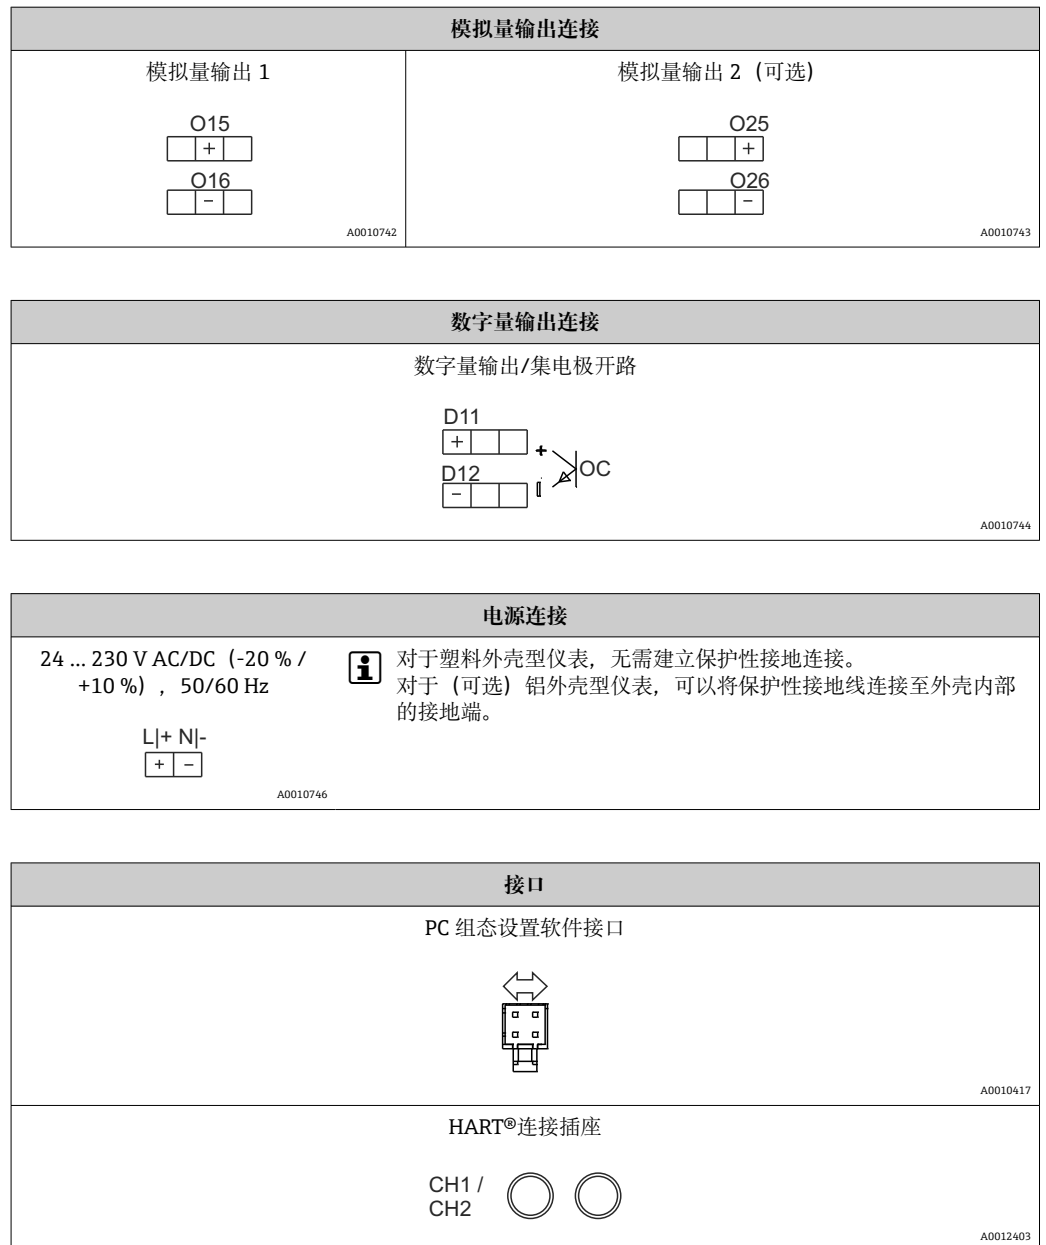 模拟量输出连接
模拟量输出 1
O15
+
O16
-
A0010742
模拟量输出 2（可选）
O25
+
O26
-
A0010743
数字量输出连接
数字量输出/集电极开路
D11
+
+
D12
-
OC
A0010744
电源连接
24 ... 230 V AC/DC（-20 % /
+10 %），50/60 Hz
L|+ N|-
+ -
A0010746
i
对于塑料外壳型仪表，无需建立保护性接地连接。
对于（可选）铝外壳型仪表，可以将保护性接地线连接至外壳内部
的接地端。
接口
PC 组态设置软件接口
A0010417
HART®连接插座
CH1 /
CH2
A0012403